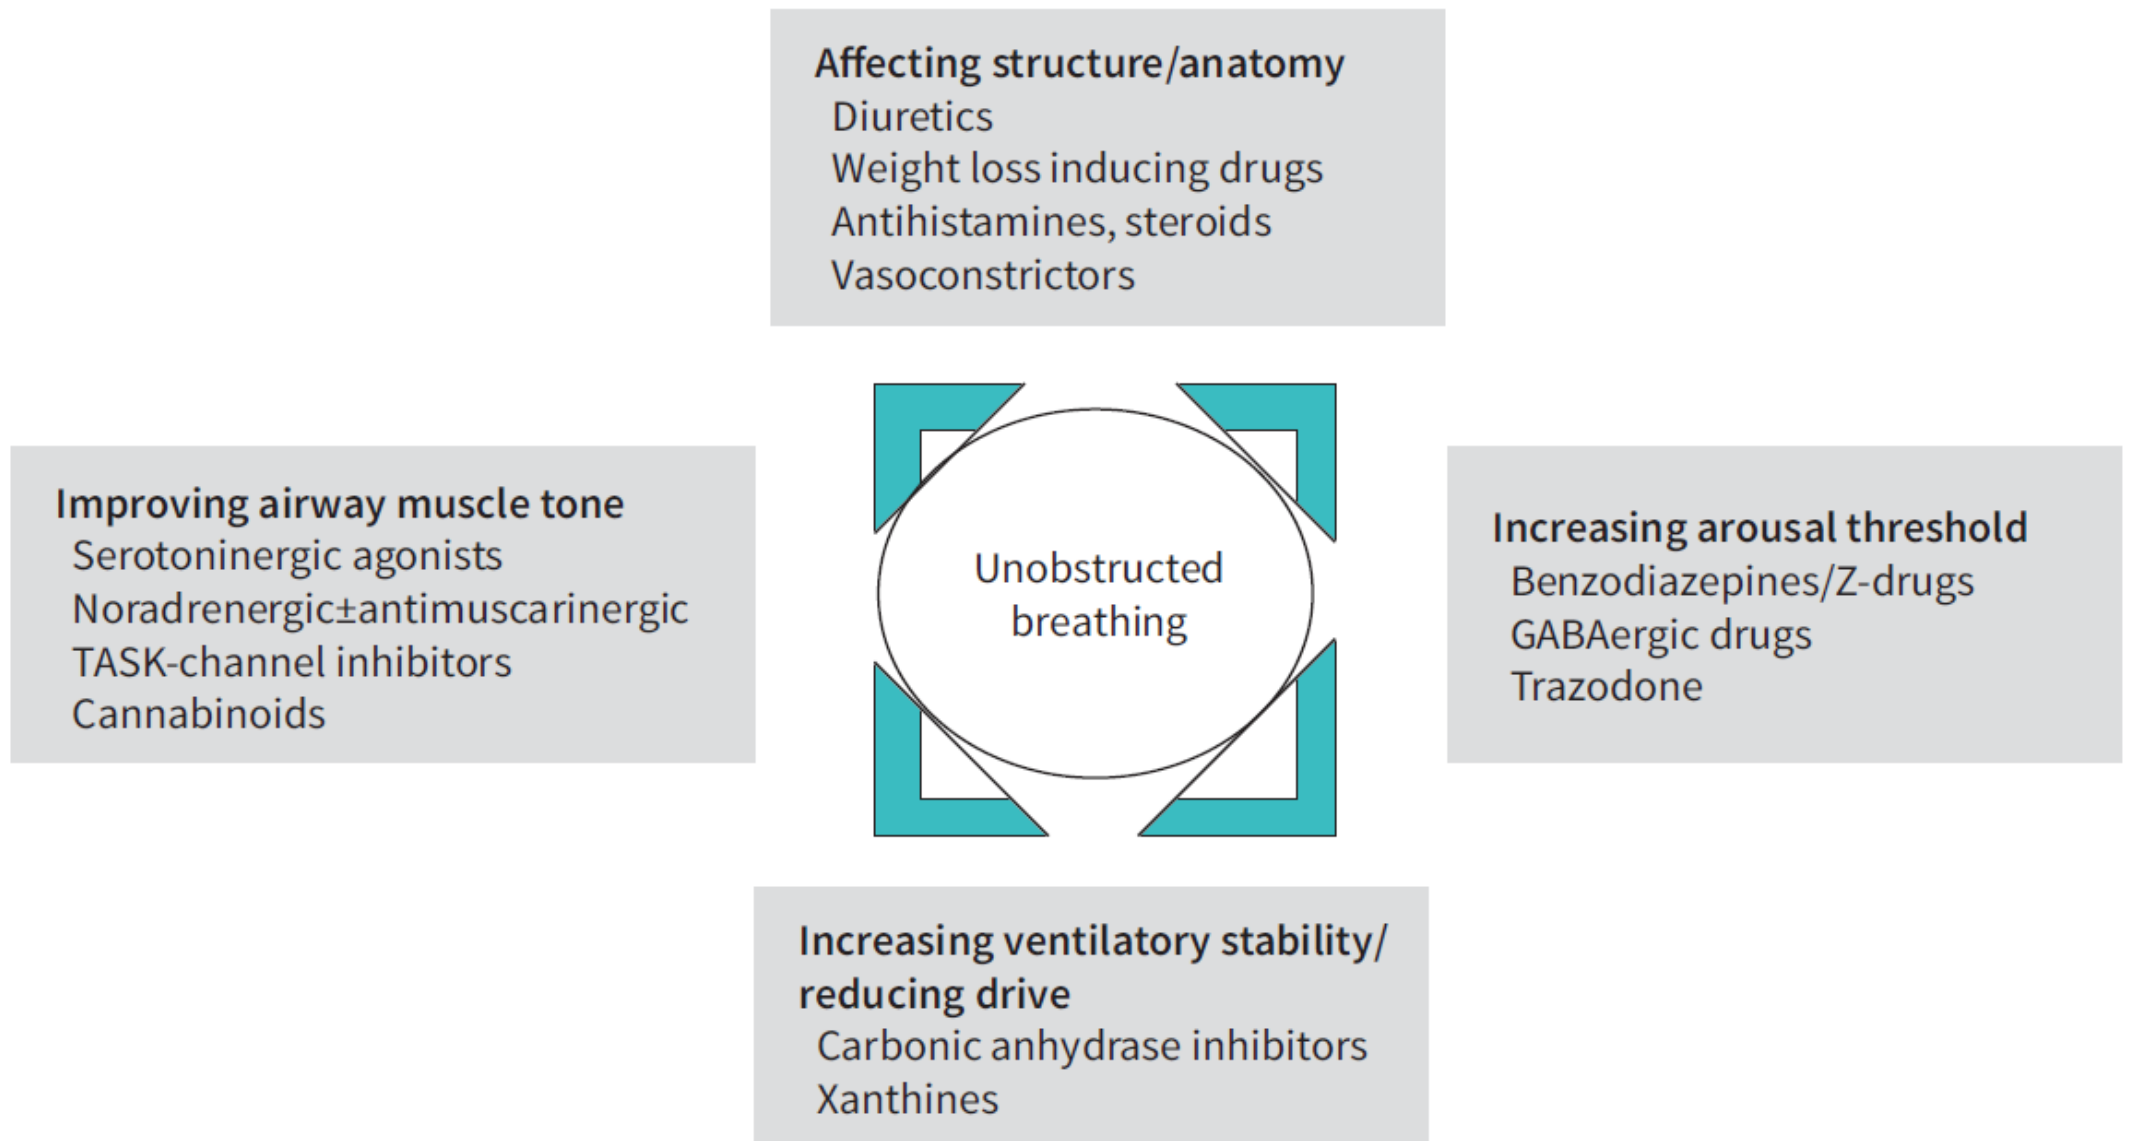 Affecting structure/anatomy
Diuretics
Weight loss inducing drugs
Antihistamines, steroids
Vasoconstrictors
Improving airway muscle tone
Serotoninergic agonists
Noradrenergic±antimuscarinergic
TASK-channel inhibitors
Cannabinoids
Unobstructed
breathing
Increasing arousal threshold
Benzodiazepines/Z-drugs
GABAergic drugs
Trazodone
Increasing ventilatory stability/
reducing drive
Carbonic anhydrase inhibitors
Xanthines